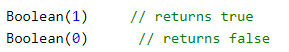 Boolean(1)     // returns true
Boolean(0)      // returns false